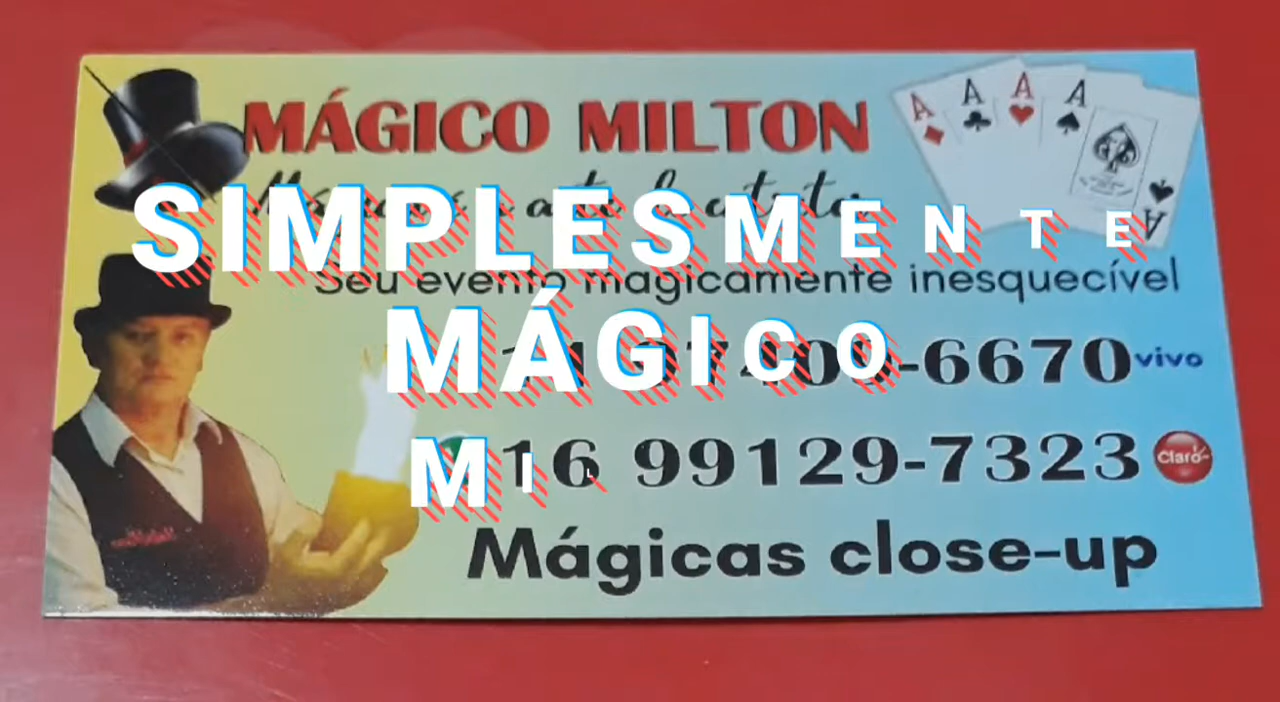 MÁGICO MILTON
SIMPLESMENTE
Seu evento magicamente inesquecível
MÁGICO
-6670 vivo
M I
16 99129-7323 Claro
Mágicas close-up
A A A A
A